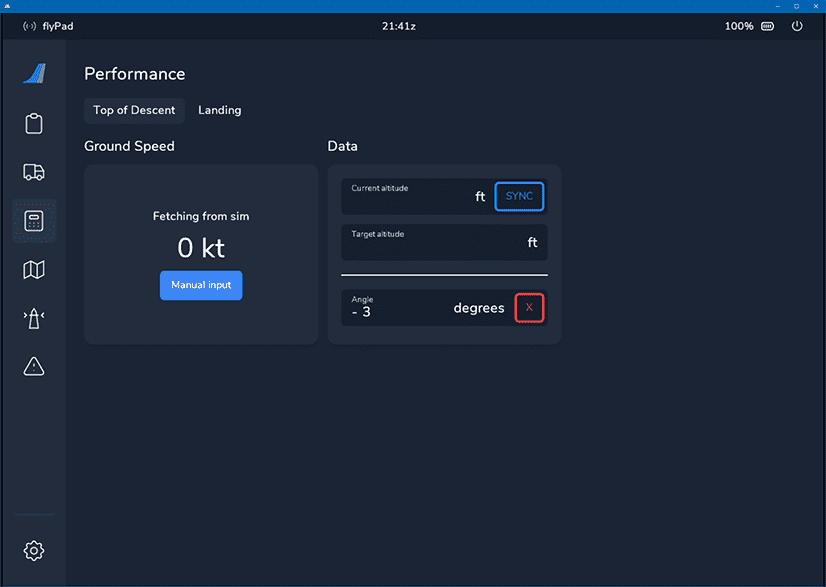 flyPad
21:41z
100%
Performance
Top of Descent
Landing
Ground Speed
Fetching from sim
0 kt
Manual input
Data
Current altitude
ft
SYNC
Target altitude
ft
Angle
- 3
degrees
X